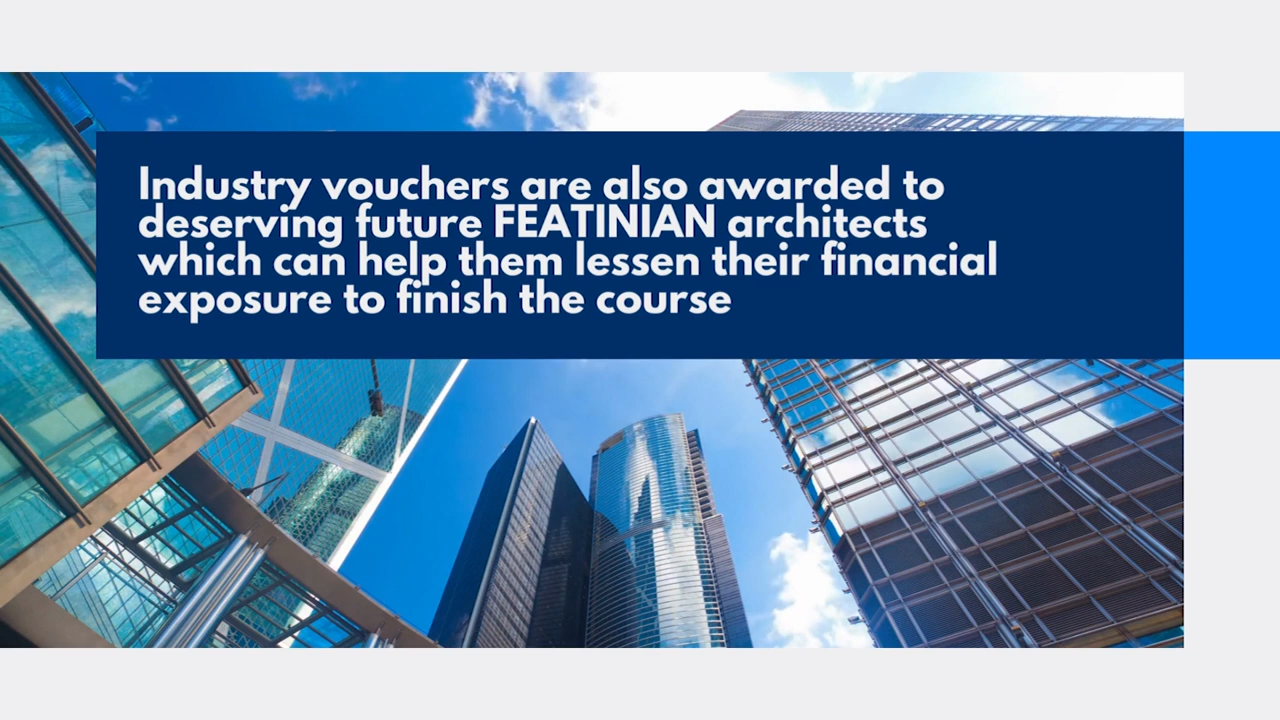 Industry vouchers are also awarded to
deserving future FEATINIAN architects
which can help them lessen their financial
exposure to finish the course